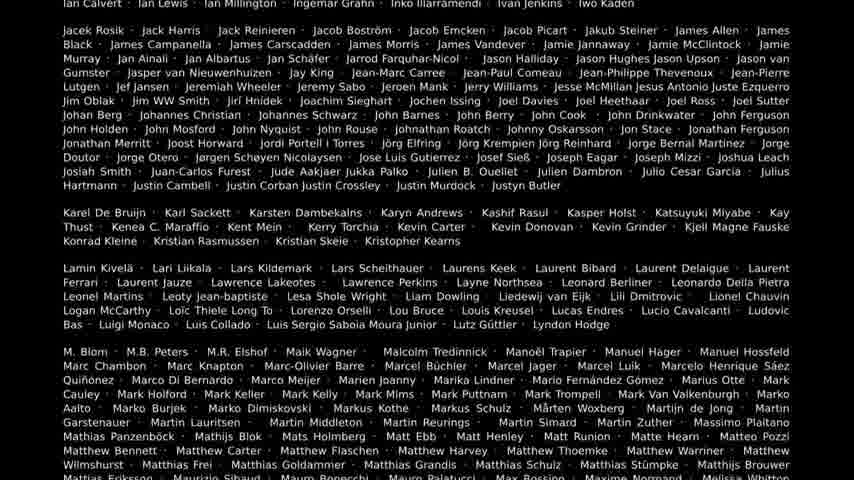 Ian Calvert · Ian Lewis · Ian Millington · Ingemar Grahn · Inko Illarramendi · Ivan Jenkins · Iwo Kaden
Jacek Rosik · Jack Harris · Jack Reinieren · Jacob Boström · Jacob Emcken · Jacob Picart · Jakub Steiner · James Allen · James
Black · James Campanella · James Carscadden · James Morris · James Vandever · Jamie Jannaway · Jamie McClintock · Jamie
Murray · Jan Ainali · Jan Albartus · Jan Schäfer · Jarrod Farquhar-Nicol · Jason Halliday · Jason Hughes Jason Upson · Jason van
Gumster · Jasper van Nieuwenhuizen · Jay King · Jean-Marc Carree · Jean-Paul Comeau · Jean-Philippe Thevenoux · Jean-Pierre
Lutgen · Jef Jansen · Jeremiah Wheeler · Jeremy Sabo · Jeroen Mank · Jerry Williams · Jesse McMillan Jesus Antonio Juste Ezquerro
Jim Oblak · Jim WW Smith · Jirí Hnídek · Joachim Sieghart · Jochen Issing · Joel Davies · Joel Heethaar · Joel Ross · Joel Sutter
Johan Berg · Johannes Christian · Johannes Schwarz · John Barnes · John Berry · John Cook · John Drinkwater · John Ferguson
John Holden · John Mosford · John Nyquist · John Rouse · Johnathan Roatch · Johnny Oskarsson · Jon Stace · Jonathan Ferguson
Jonathan Merritt · Joost Howard · Jordi Portell i Torres · Jörg Elfring · Jörg Krempien Jörg Reinhard · Jorge Bernal Martinez · Jorge
Doutor · Jorge Otero · Jørgen Schøyen Nicolaysen · Jose Luis Gutierrez · Josef Sieß · Joseph Eagar · Joseph Mizzi · Joshua Leach
Josiah Smith · Juan-Carlos Furest · Jude Aakjaer Jukka Palko · Julien B. Ouellet · Julien Dambron · Julio Cesar Garcia · Julius
Hartmann · Justin Cambell · Justin Corban Justin Crossley · Justin Murdock · Justyn Butler
Karel De Bruijn · Karl Sackett · Karsten Dambekalns · Karyn Andrews · Kashif Rasul · Kasper Holst · Katsuyuki Miyabe · Kay
Thust · Kenea C. Maraffio · Kent Mein · Kerry Torchia · Kevin Carter · Kevin Donovan · Kevin Grinder · Kjell Magne Fauske
Konrad Kleine · Kristian Rasmussen · Kristian Skeie · Kristopher Kearns
Lamin Kivelä · Lari Liikala · Lars Kildemark · Lars Scheithauer · Laurens Keek · Laurent Bibard · Laurent Delaigue · Laurent
Ferrari · Laurent Jauze · Lawrence Lakeotes · Lawrence Perkins · Layne Northsea · Leonard Berliner · Leonardo Della Pietra
Leonel Martins · Leoty Jean-baptiste · Lesa Shole Wright · Liam Dowling · Liedewij van Eijk · Lili Dmitrovic · Lionel Chauvin
Logan McCarthy · Loïc Thiele Long To · Lorenzo Orselli · Lou Bruce · Louis Kreusel · Lucas Endres · Lucio Cavalcanti · Ludovic
Bas · Luigi Monaco · Luis Collado · Luis Sergio Saboia Moura Junior · Lutz Güttler · Lyndon Hodge
M. Blom · M.B. Peters · M.R. Elshof · Maik Wagner · Malcolm Tredinnick · Manoël Trapier · Manuel Hager · Manuel Hossfeld
Marc Chambon · Marc Knapton · Marc-Olivier Barre · Marcel Büchler · Marcel Jager · Marcel Luik · Marcelo Henrique Sáez
Quiñonez · Marco Di Bernardo · Marco Meijer · Marien Joanny · Marika Lindner · Mario Fernández Gómez · Marius Otte · Mark
Cauley · Mark Holford · Mark Keller · Mark Kelly · Mark Mims · Mark Puttnam · Mark Trompell · Mark Van Valkenburgh · Marko
Aalto · Marko Burjek · Marko Dimiskovski · Markus Kothe · Markus Schulz · Mårten Woxberg · Martijn de Jong · Martin
Garstenauer · Martin Lauritsen · Martin Middleton · Martin Reurings · Martin Simard · Martin Zuther · Massimo Plaitano
Mathias Panzenböck · Mathijs Blok · Mats Holmberg · Matt Ebb · Matt Henley · Matt Runion · Matte Hearn · Matteo Pozzi
Matthew Bennett · Matthew Carter · Matthew Flaschen · Matthew Harvey · Matthew Thoemke · Matthew Warriner · Matthew
Wilmshurst · Matthias Frei · Matthias Goldammer · Matthias Grandis · Matthias Schulz · Matthias Stümpke · Matthijs Brouwer
Mattias Eriksson · Maurizio Sibaud · Mauro Bonecchi · Mauro Palatucci · Max Rossino · Maxime Normand · Melissa Whitton